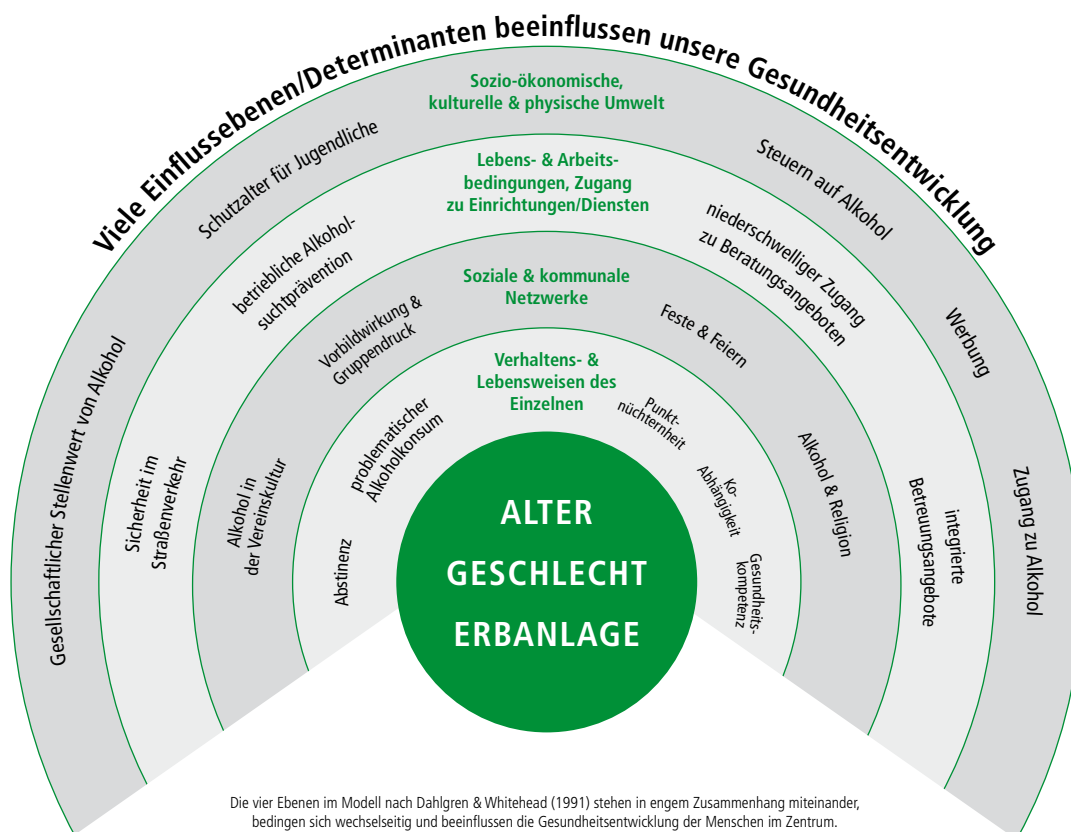 Viele Einflussebenen/Determinanten beeinflussen unsere Gesundheitsentwicklung
Sozio-ökonomische,
kulturelle & physische Umwelt
Gesellschaftlicher Stellenwert von Alkohol
Schutzalter für Jugendliche
Steuern auf Alkohol
Werbung
Zugang zu Alkohol
Lebens- & Arbeits-
bedingungen, Zugang
zu Einrichtungen/Diensten
Sicherheit im
Straßenverkehr
betriebliche Alkohol-
suchtprävention
niederschwelliger Zugang
zu Beratungsangeboten
integrierte
Betreuungsangebote
Soziale & kommunale
Netzwerke
Alkohol in
der Vereinskultur
Vorbildwirkung &
Gruppendruck
Feste & Feiern
Alkohol & Religion
Verhaltens- &
Lebensweisen des
Einzelnen
Abstinenz
problematischer
Alkoholkonsum
Punkt-
nüchternheit
Ko-
Abhängigkeit
Gesundheits-
kompetenz
ALTER
GESCHLECHT
ERBANLAGE
Die vier Ebenen im Modell nach Dahlgren & Whitehead (1991) stehen in engem Zusammenhang miteinander,
bedingen sich wechselseitig und beeinflussen die Gesundheitsentwicklung der Menschen im Zentrum.